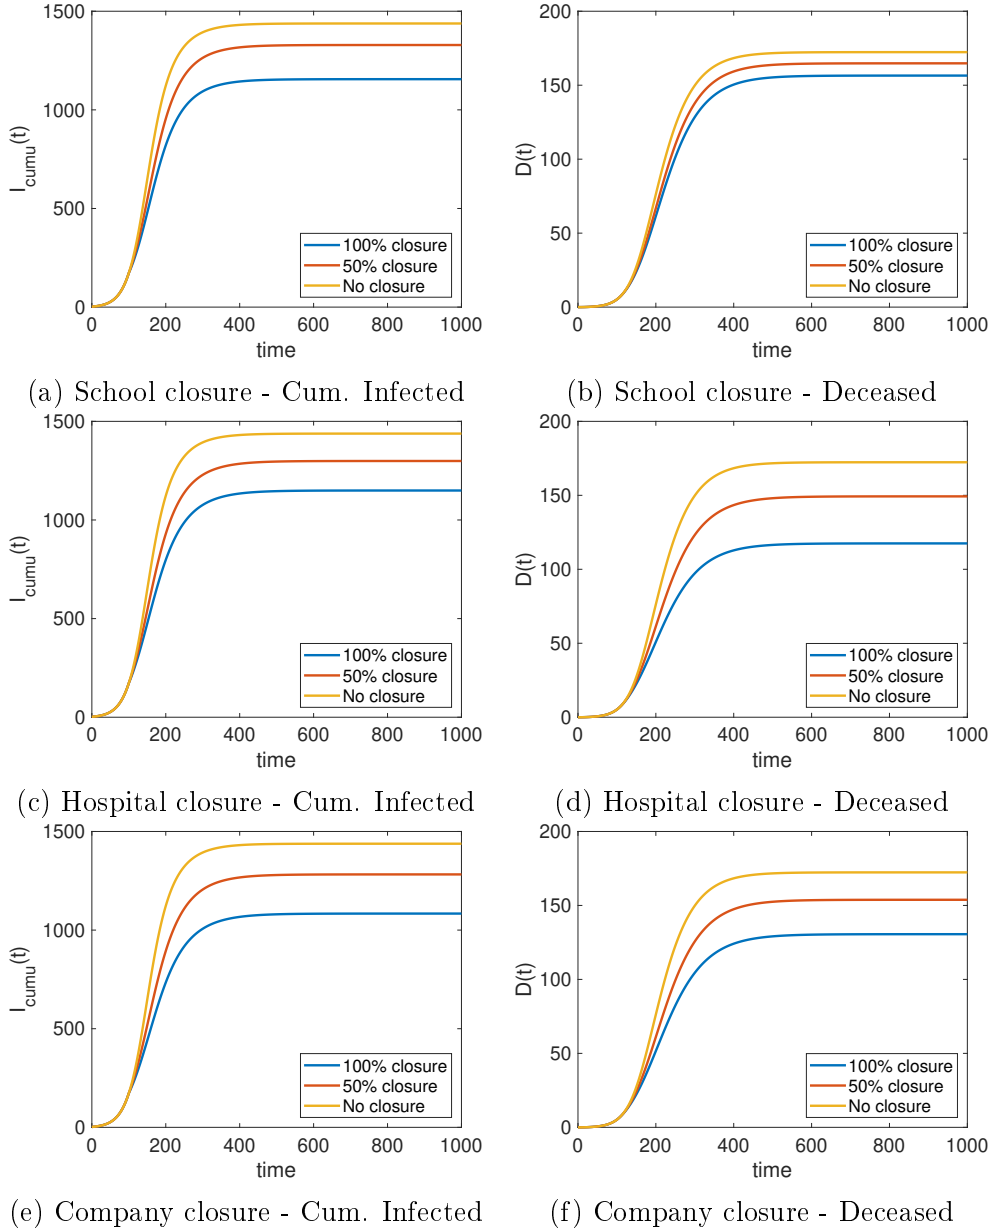 1500
1000
500
0
I_cumu(t)
100% closure
50% closure
No closure
0 200 400 600 800 1000
time
(a) School closure - Cum. Infected
200
150
100
50
0
D(t)
100% closure
50% closure
No closure
0 200 400 600 800 1000
time
(b) School closure - Deceased
1500
1000
500
0
I_cumu(t)
100% closure
50% closure
No closure
0 200 400 600 800 1000
time
(c) Hospital closure - Cum. Infected
200
150
100
50
0
D(t)
100% closure
50% closure
No closure
0 200 400 600 800 1000
time
(d) Hospital closure - Deceased
1500
1000
500
0
I_cumu(t)
100% closure
50% closure
No closure
0 200 400 600 800 1000
time
(e) Company closure - Cum. Infected
200
150
100
50
0
D(t)
100% closure
50% closure
No closure
0 200 400 600 800 1000
time
(f) Company closure - Deceased